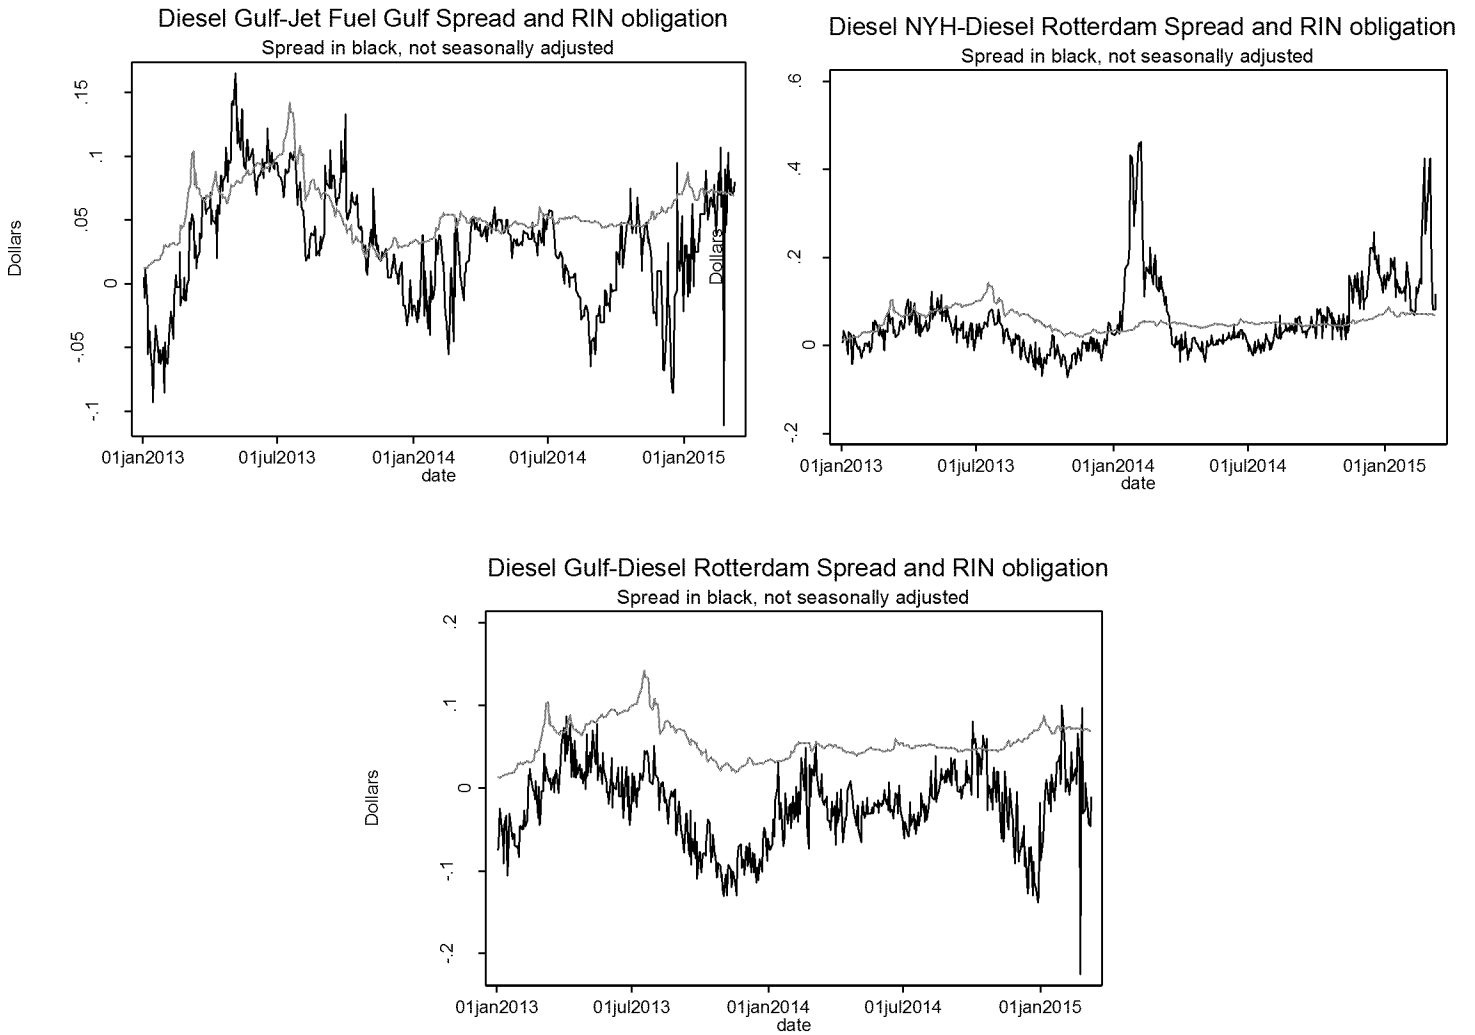 Diesel Gulf-Jet Fuel Gulf Spread and RIN obligation
Spread in black, not seasonally adjusted
Dollars
.15
.1
.05
0
-.05
-.1
01jan2013
01jul2013
01jan2014
01jul2014
01jan2015
date
Diesel NYH-Diesel Rotterdam Spread and RIN obligation
Spread in black, not seasonally adjusted
Dollars
.6
.4
.2
0
-.2
01jan2013
01jul2013
01jan2014
01jul2014
01jan2015
date
Diesel Gulf-Diesel Rotterdam Spread and RIN obligation
Spread in black, not seasonally adjusted
Dollars
.2
.1
0
-.1
-.2
01jan2013
01jul2013
01jan2014
01jul2014
01jan2015
date